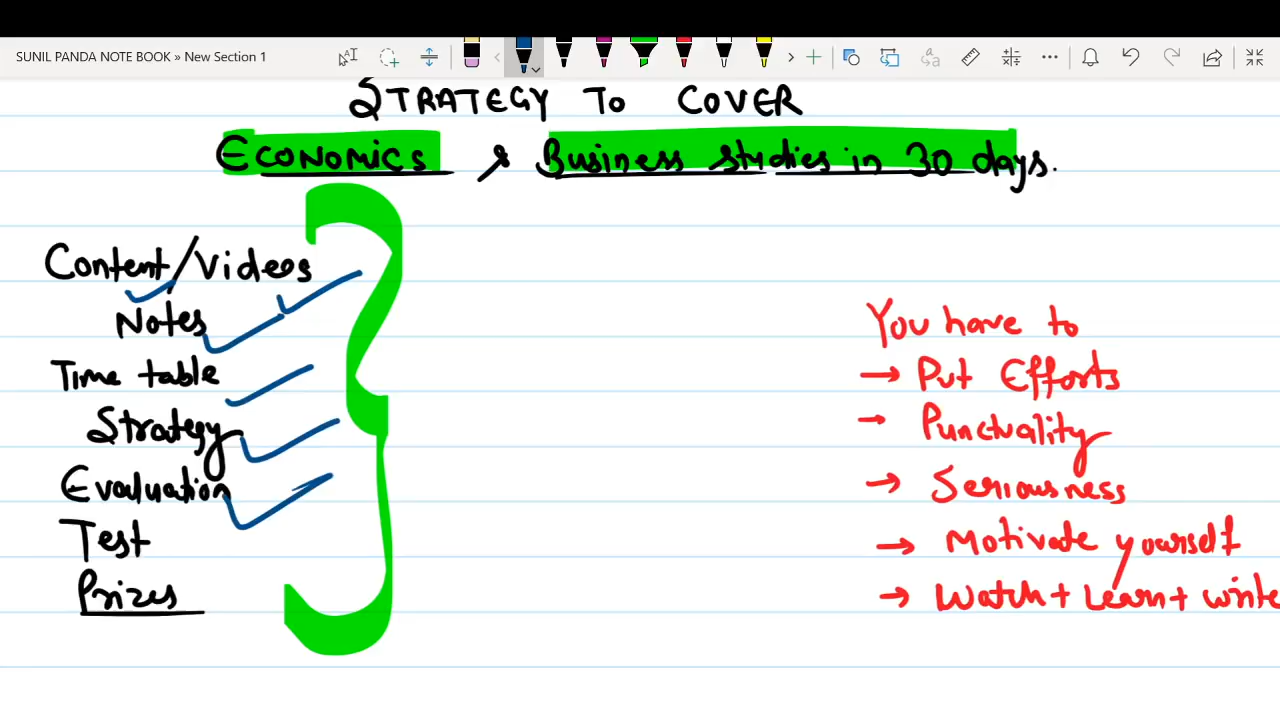 SUNIL PANDA NOTE BOOK » New Section 1
STRATEGY TO COVER
ECONOMICS & Business studies in 30 days.
Content/Videos
Notes
Time table
Strategy
Evaluation
Test
Prizes
You have to
→ Put Efforts
→ Punctuality
→ Seriousness
→ Motivate yourself
→ Watch + Learn + write